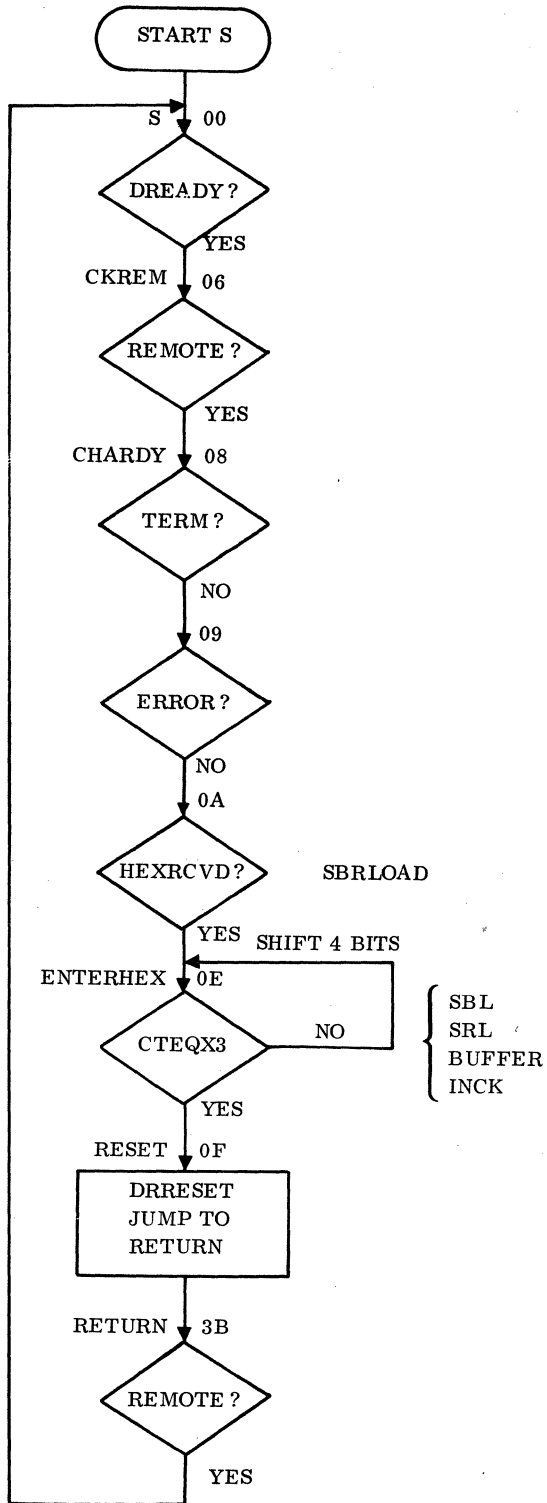 START S
S 00
DREADY?
YES
CKREM 06
REMOTE?
YES
CHARDY 08
TERM?
NO
09
ERROR?
NO
0A
HEXRCVD? SBRLOAD
YES
SHIFT 4 BITS
ENTERHEX 0E
CTEQX3 NO
SBL
SRL
BUFFER
INCK
YES
RESET 0F
DRRESET
JUMP TO
RETURN
RETURN 3B
REMOTE?
YES